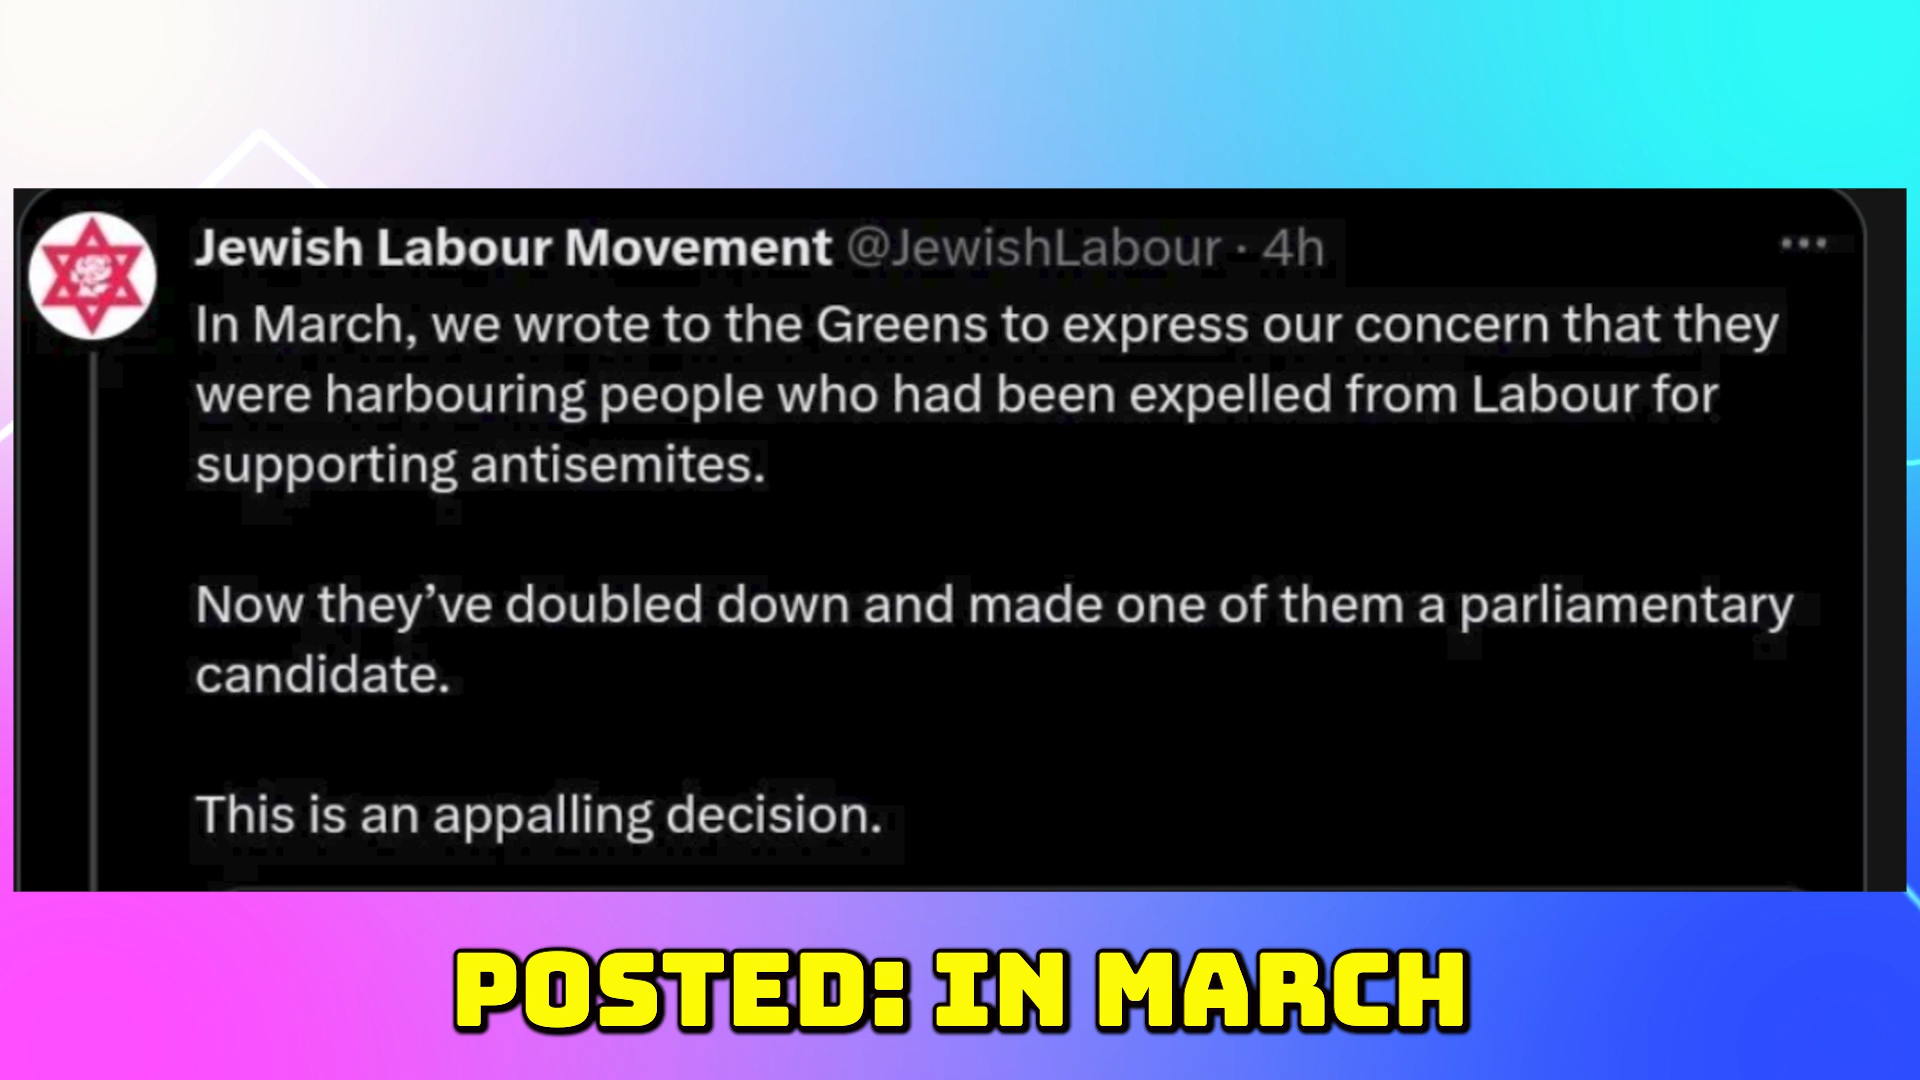 Jewish Labour Movement @JewishLabour · 4h
In March, we wrote to the Greens to express our concern that they
were harbouring people who had been expelled from Labour for
supporting antisemites.
Now they’ve doubled down and made one of them a parliamentary
candidate.
This is an appalling decision.
POSTED: IN MARCH